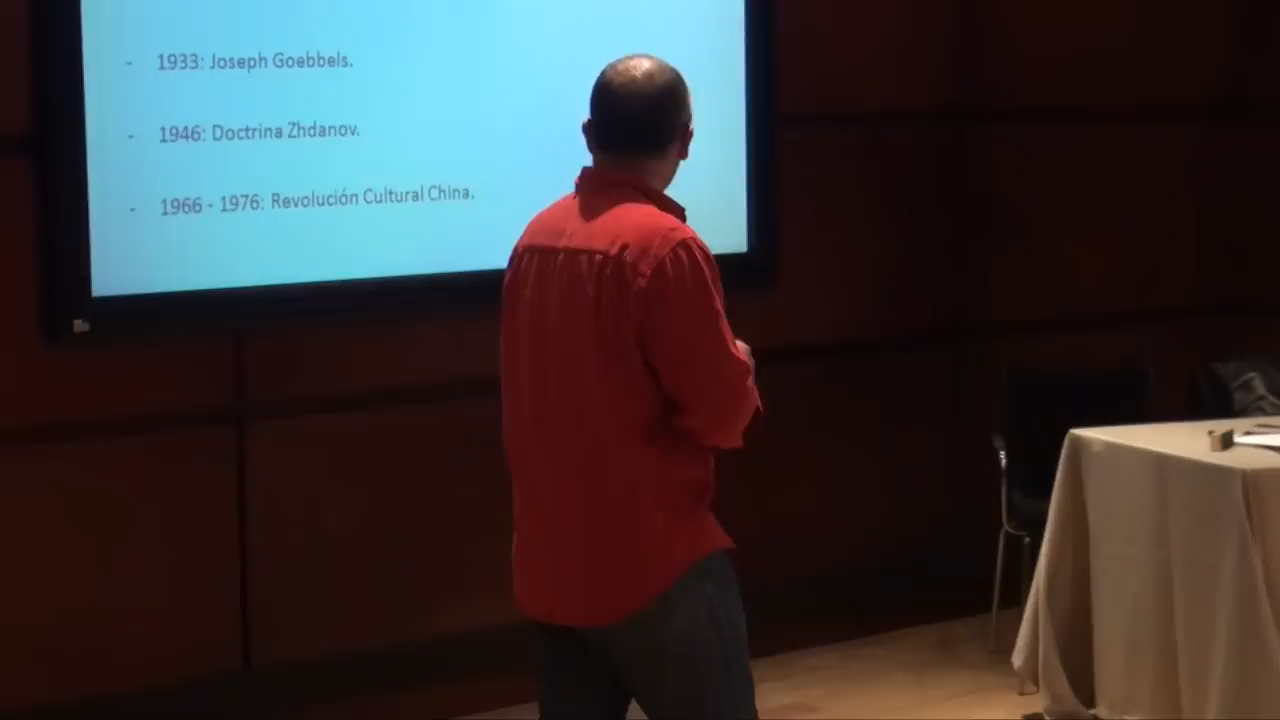 - 1933: Joseph Goebbels.
- 1946: Doctrina Zhdanov.
- 1966 - 1976: Revolución Cultural China.